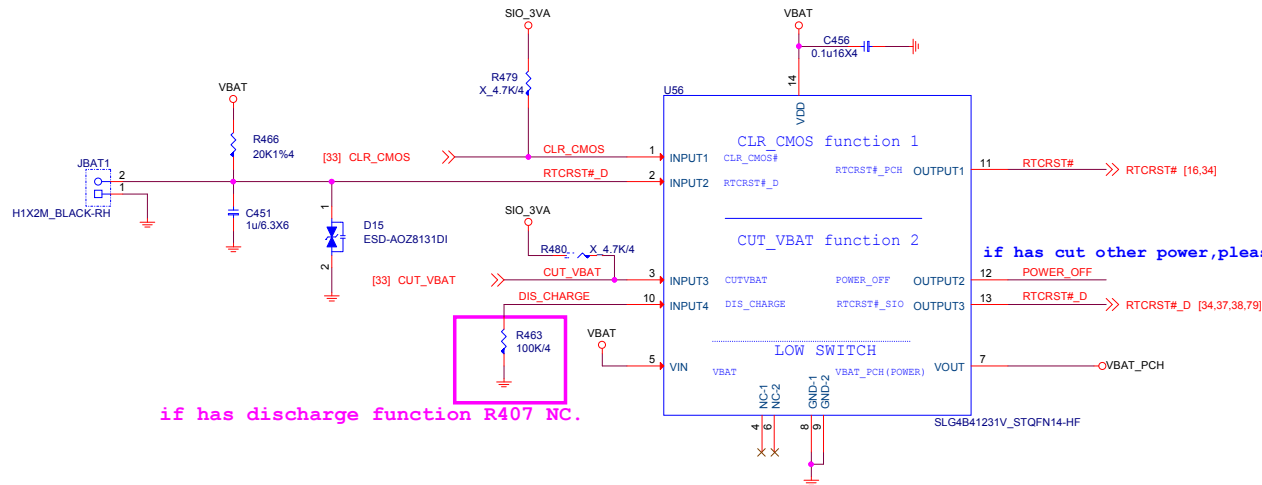 SIO_3VA
VBAT
C456
0.1u16X4
R479
X_4.7K/4
14
U56
VDD
VBAT
R466
20K1%4
CLR_CMOS function 1
[33] CLR_CMOS
CLR_CMOS
1
INPUT1
CLR_CMOS#
RTCRST#_PCH
OUTPUT1
11
RTCRST#
RTCRST# [16,34]
JBAT1
2
1
H1X2M_BLACK-RH
RTCRST#_D
2
INPUT2
RTCRST#_D
C451
1u/6.3X6
1
D15
ESD-AOZ8131DI
2
SIO_3VA
R480
X_4.7K/4
CUT_VBAT function 2
if has cut other power,pleas
[33] CUT_VBAT
CUT_VBAT
3
INPUT3
CUTVBAT
POWER_OFF
OUTPUT2
12
POWER_OFF
DIS_CHARGE
10
INPUT4
DIS_CHARGE
RTCRST#_SIO
OUTPUT3
13
RTCRST#_D
RTCRST#_D [34,37,38,79]
R463
100K/4
VBAT
LOW SWITCH
5
VIN
VBAT
VBAT_PCH(POWER)
VOUT
7
VBAT_PCH
NC-1
NC-2
GND-1
GND-2
4
6
8
9
SLG4B41231V_STQFN14-HF
if has discharge function R407 NC.